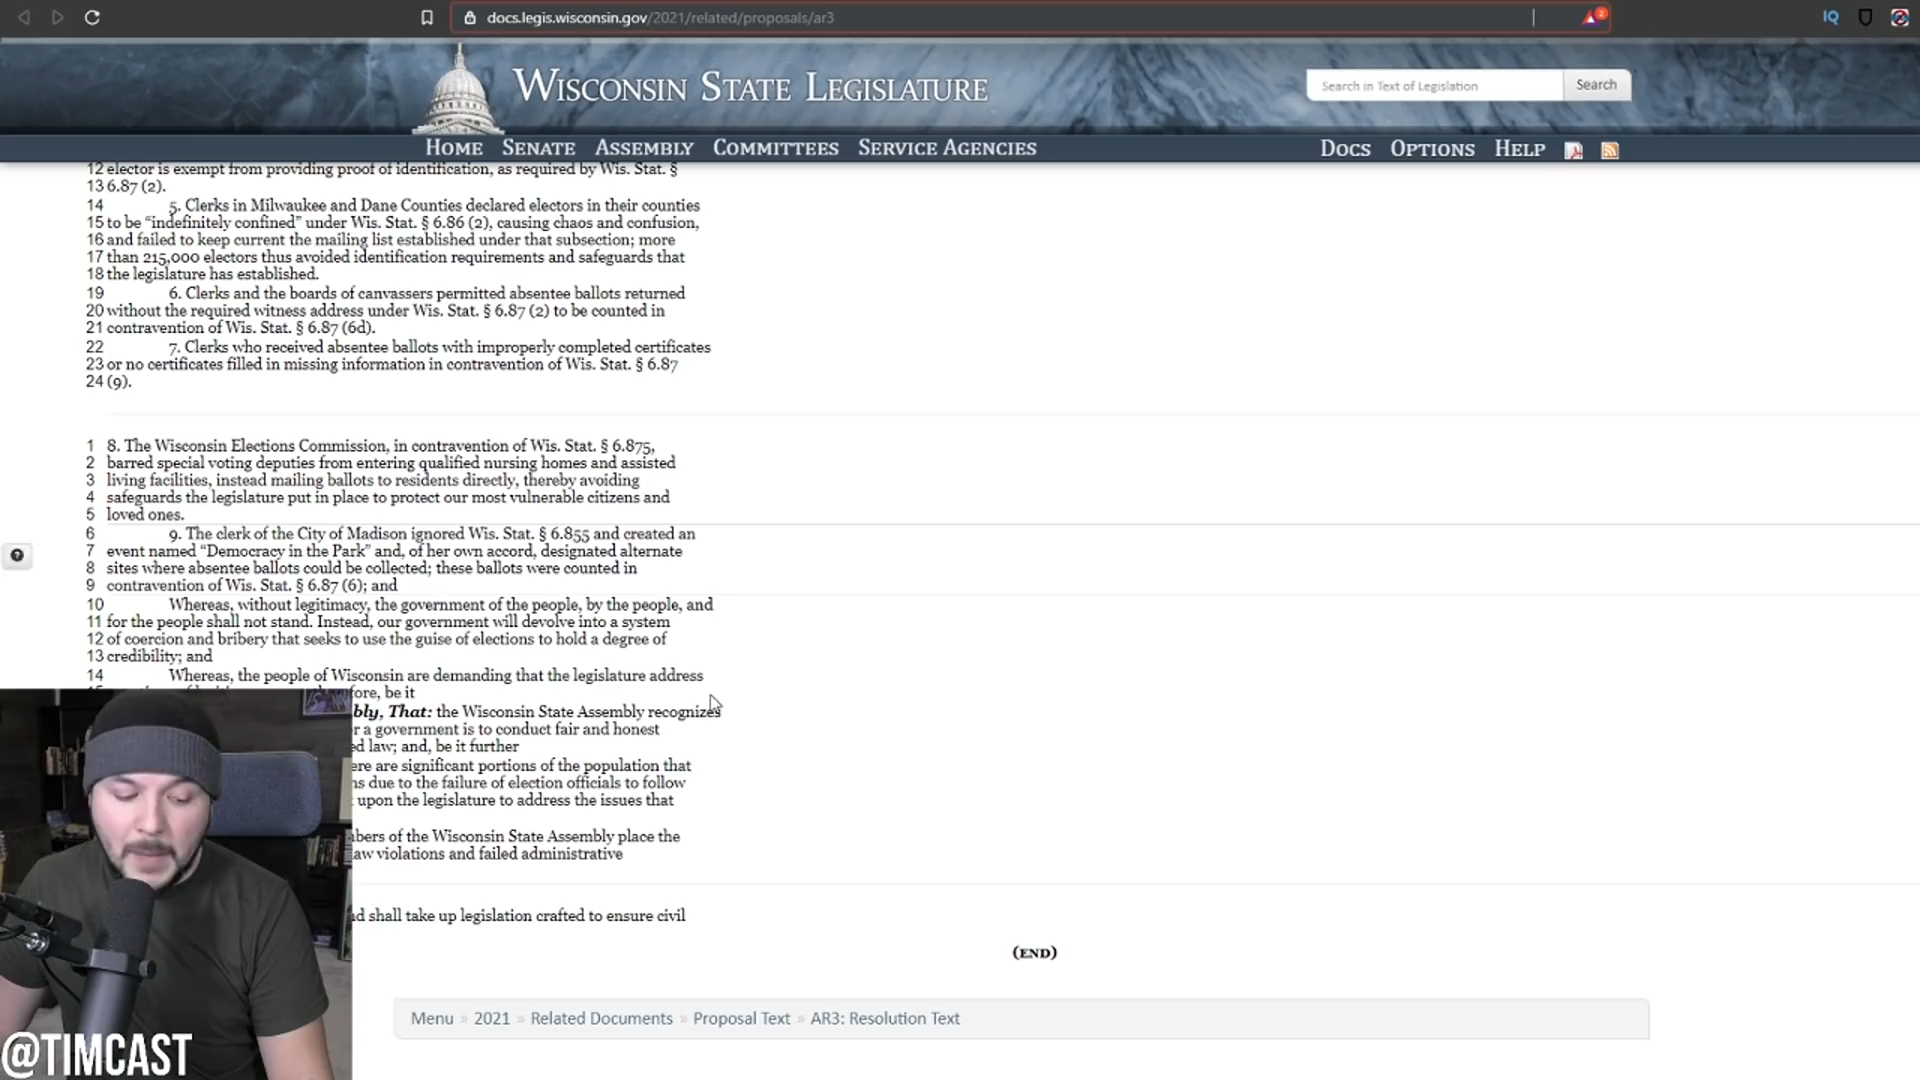 docs.legis.wisconsin.gov/2021/related/proposals/ar3
2
IQ
WISCONSIN STATE LEGISLATURE
Search in Text of Legislation
Search
HOME SENATE ASSEMBLY COMMITTEES SERVICE AGENCIES
DOCS OPTIONS HELP
12 elector is exempt from providing proof of identification, as required by Wis. Stat. §
13 6.87 (2).
14 5. Clerks in Milwaukee and Dane Counties declared electors in their counties
15 to be “indefinitely confined” under Wis. Stat. § 6.86 (2), causing chaos and confusion,
16 and failed to keep current the mailing list established under that subsection; more
17 than 215,000 electors thus avoided identification requirements and safeguards that
18 the legislature has established.
19 6. Clerks and the boards of canvassers permitted absentee ballots returned
20 without the required witness address under Wis. Stat. § 6.87 (2) to be counted in
21 contravention of Wis. Stat. § 6.87 (6d).
22 7. Clerks who received absentee ballots with improperly completed certificates
23 or no certificates filled in missing information in contravention of Wis. Stat. § 6.87
24 (9).
1 8. The Wisconsin Elections Commission, in contravention of Wis. Stat. § 6.875,
2 barred special voting deputies from entering qualified nursing homes and assisted
3 living facilities, instead mailing ballots to residents directly, thereby avoiding
4 safeguards the legislature put in place to protect our most vulnerable citizens and
5 loved ones.
6 9. The clerk of the City of Madison ignored Wis. Stat. § 6.855 and created an
7 event named “Democracy in the Park” and, of her own accord, designated alternate
8 sites where absentee ballots could be collected; these ballots were counted in
9 contravention of Wis. Stat. § 6.87 (6); and
10 Whereas, without legitimacy, the government of the people, by the people, and
11 for the people shall not stand. Instead, our government will devolve into a system
12 of coercion and bribery that seeks to use the guise of elections to hold a degree of
13 credibility; and
14 Whereas, the people of Wisconsin are demanding that the legislature address
fore, be it
bly, That: the Wisconsin State Assembly recognizes
r a government is to conduct fair and honest
ed law; and, be it further
ere are significant portions of the population that
ns due to the failure of election officials to follow
upon the legislature to address the issues that
bers of the Wisconsin State Assembly place the
law violations and failed administrative
nd shall take up legislation crafted to ensure civil
(END)
Menu » 2021 » Related Documents » Proposal Text » AR3: Resolution Text
@TIMCAST